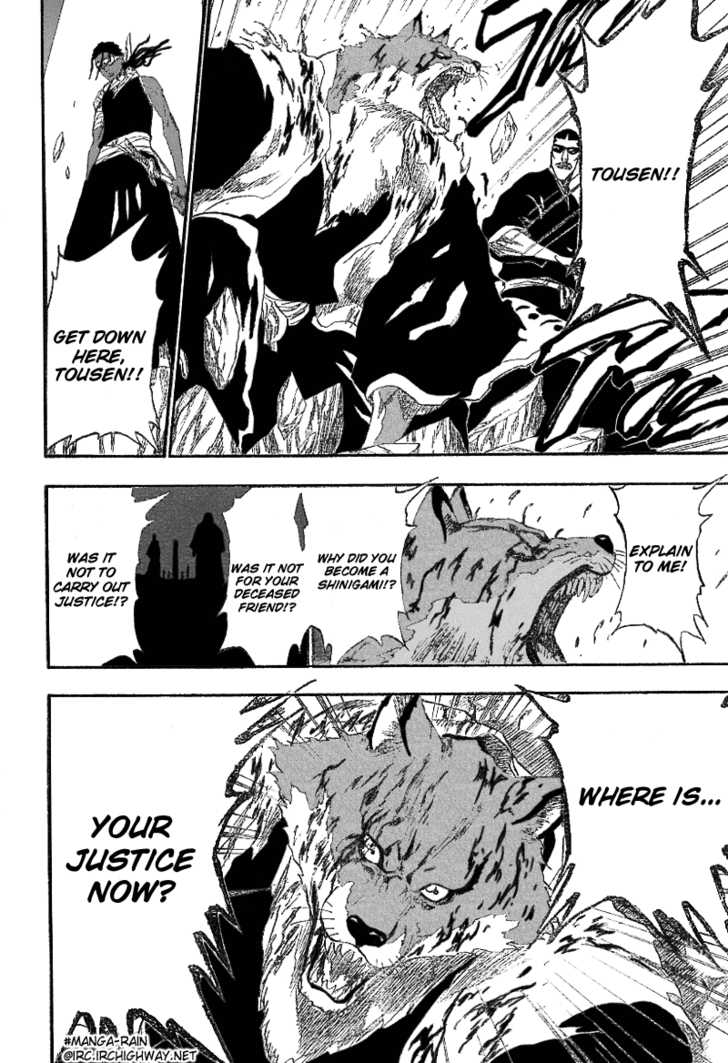 TOUSEN!!
GET DOWN
HERE,
TOUSEN!!
EXPLAIN
TO ME!
WHY DID YOU
BECOME A
SHINIGAMI!?
WAS IT NOT
FOR YOUR
DECEASED
FRIEND!?
WAS IT
NOT TO
CARRY OUT
JUSTICE!?
WHERE IS...
YOUR
JUSTICE
NOW?
#MANGA-RAIN
@IRC.IRCHIGHWAY.NET